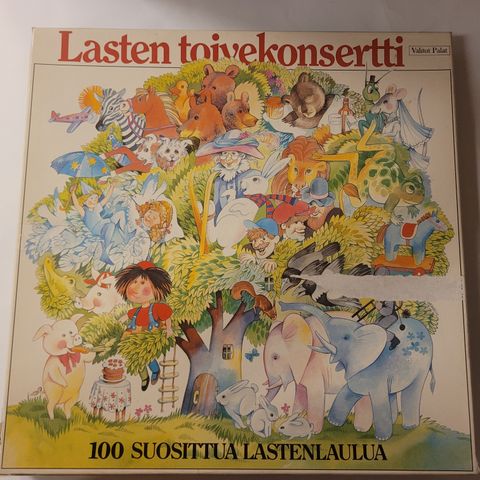 Lasten toivekonsertti
Valitut Palat
100 SUOSITTUA LASTENLAULUA